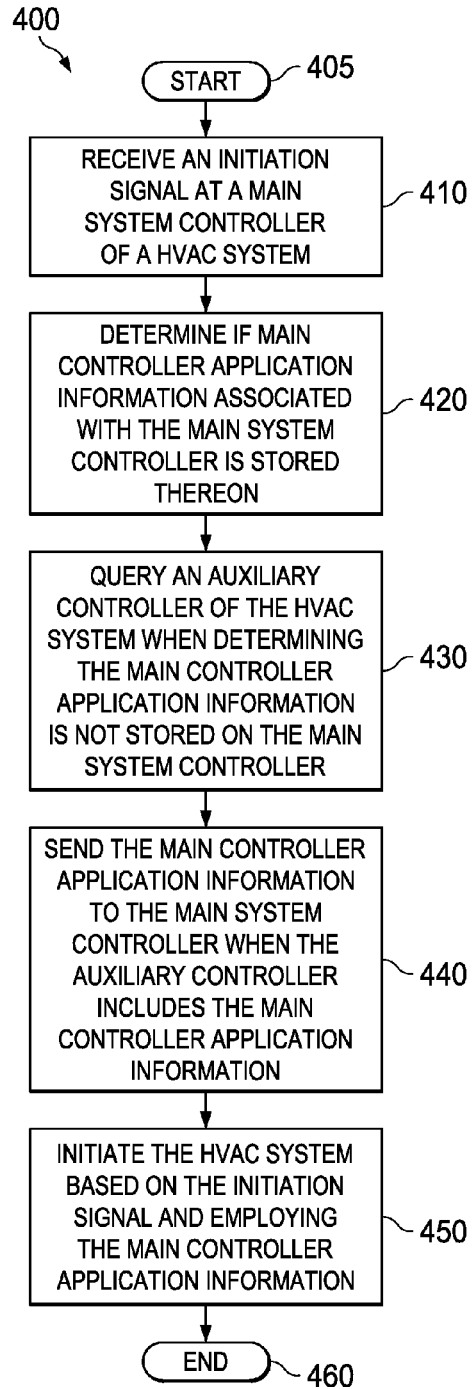 400
START
405
RECEIVE AN INITIATION
SIGNAL AT A MAIN
SYSTEM CONTROLLER
OF A HVAC SYSTEM
410
DETERMINE IF MAIN
CONTROLLER APPLICATION
INFORMATION ASSOCIATED
WITH THE MAIN SYSTEM
CONTROLLER IS STORED
THEREON
420
QUERY AN AUXILIARY
CONTROLLER OF THE HVAC
SYSTEM WHEN DETERMINING
THE MAIN CONTROLLER
APPLICATION INFORMATION
IS NOT STORED ON THE MAIN
SYSTEM CONTROLLER
430
SEND THE MAIN CONTROLLER
APPLICATION INFORMATION
TO THE MAIN SYSTEM
CONTROLLER WHEN THE
AUXILIARY CONTROLLER
INCLUDES THE MAIN
CONTROLLER APPLICATION
INFORMATION
440
INITIATE THE HVAC SYSTEM
BASED ON THE INITIATION
SIGNAL AND EMPLOYING
THE MAIN CONTROLLER
APPLICATION INFORMATION
450
END
460